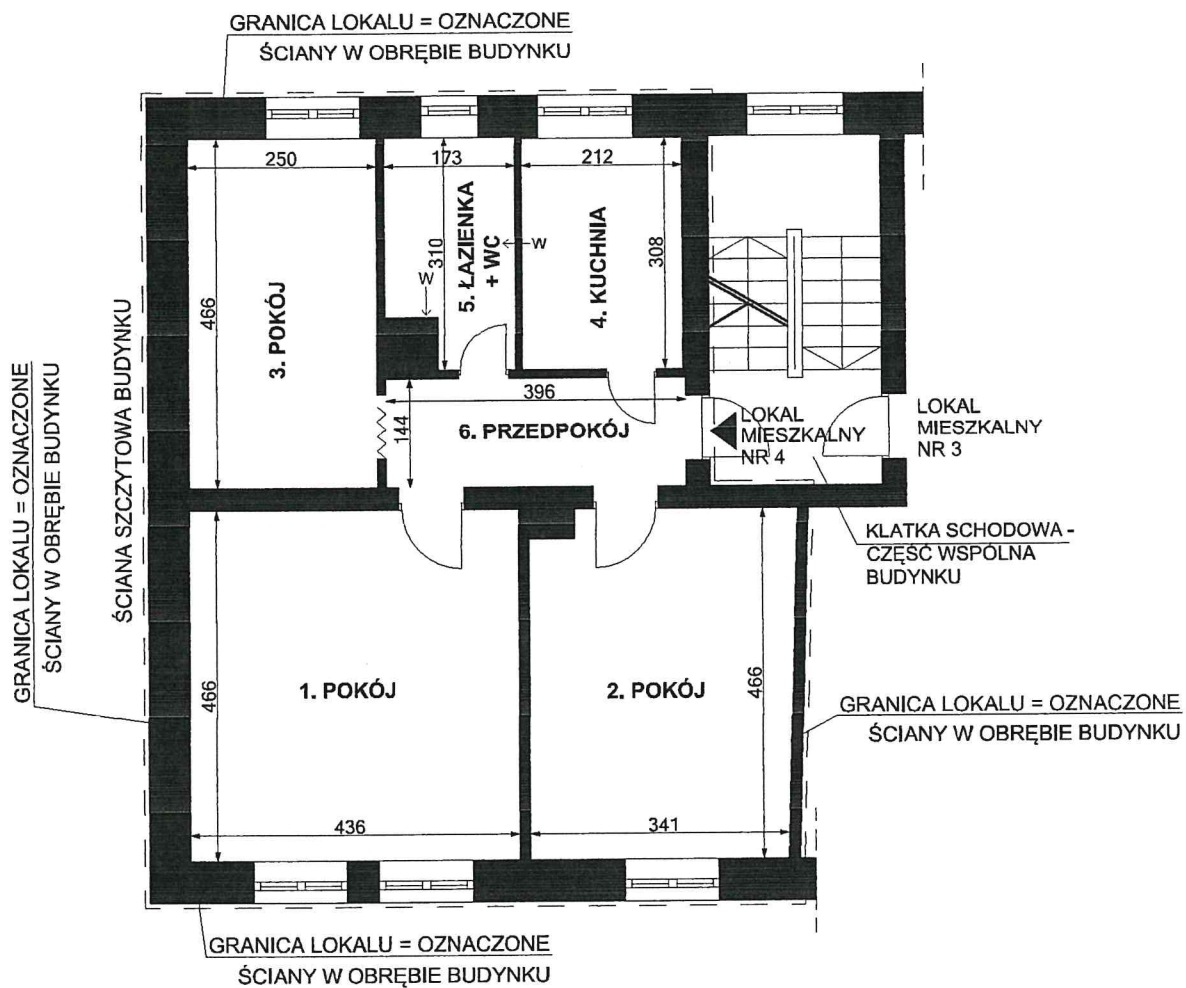 GRANICA LOKALU = OZNACZONE
ŚCIANY W OBRĘBIE BUDYNKU
250
173
212
466
3. POKÓJ
310
5. ŁAZIENKA
+ WC
W
W
4. KUCHNIA
308
396
144
6. PRZEDPOKÓJ
LOKAL
MIESZKALNY
NR 4
LOKAL
MIESZKALNY
NR 3
KLATKA SCHODOWA -
CZĘŚĆ WSPÓLNA
BUDYNKU
GRANICA LOKALU = OZNACZONE
ŚCIANY W OBRĘBIE BUDYNKU
ŚCIANA SZCZYTOWA BUDYNKU
466
1. POKÓJ
436
2. POKÓJ
466
341
GRANICA LOKALU = OZNACZONE
ŚCIANY W OBRĘBIE BUDYNKU
GRANICA LOKALU = OZNACZONE
ŚCIANY W OBRĘBIE BUDYNKU